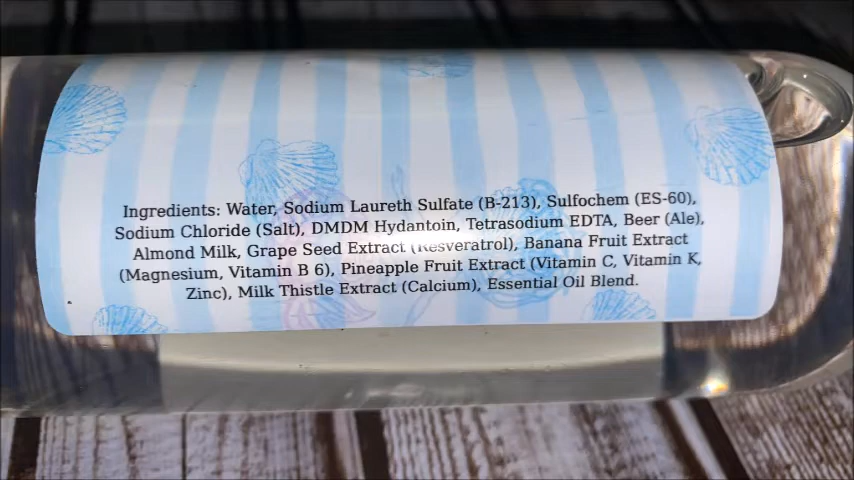 Ingredients: Water, Sodium Laureth Sulfate (B-213), Sulfochem (ES-60),
Sodium Chloride (Salt), DMDM Hydantoin, Tetrasodium EDTA, Beer (Ale),
Almond Milk, Grape Seed Extract (Resveratrol), Banana Fruit Extract
(Magnesium, Vitamin B 6), Pineapple Fruit Extract (Vitamin C, Vitamin K,
Zinc), Milk Thistle Extract (Calcium), Essential Oil Blend.